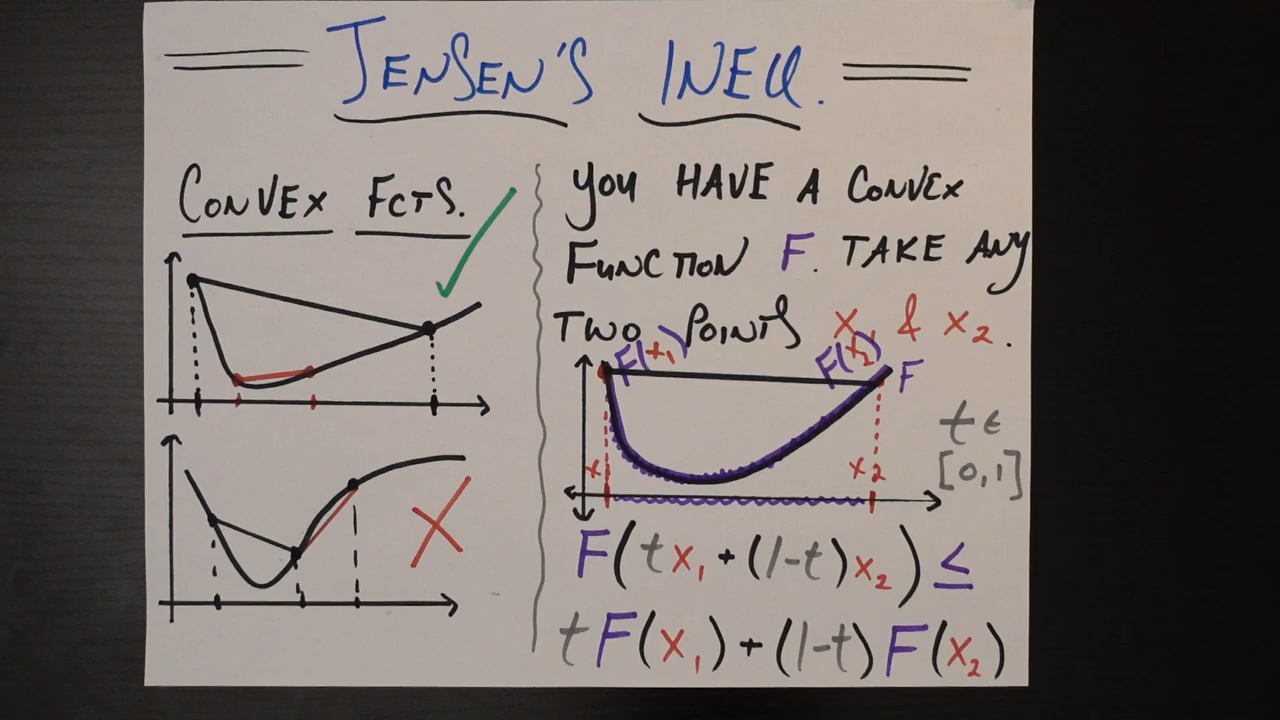 JENSEN'S INEQ.
CONVEX FCTS.
YOU HAVE A CONVEX
FUNCTION F. TAKE ANY
TWO POINTS x₁ & x₂.
F(x₁) F(x₂) F
t ∈
[0,1]
x₁ x₂
F(tx₁+(1-t)x₂) ≤
tF(x₁)+(1-t)F(x₂)